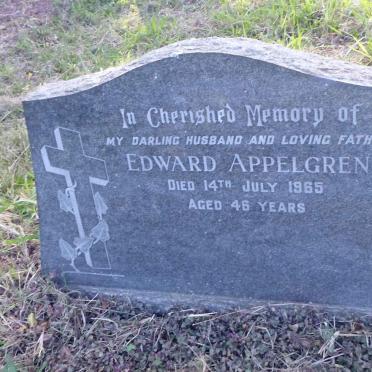 In Cherished Memory of
MY DARLING HUSBAND AND LOVING FATH
EDWARD APPELGREN
DIED 14TH JULY 1965
AGED 46 YEARS